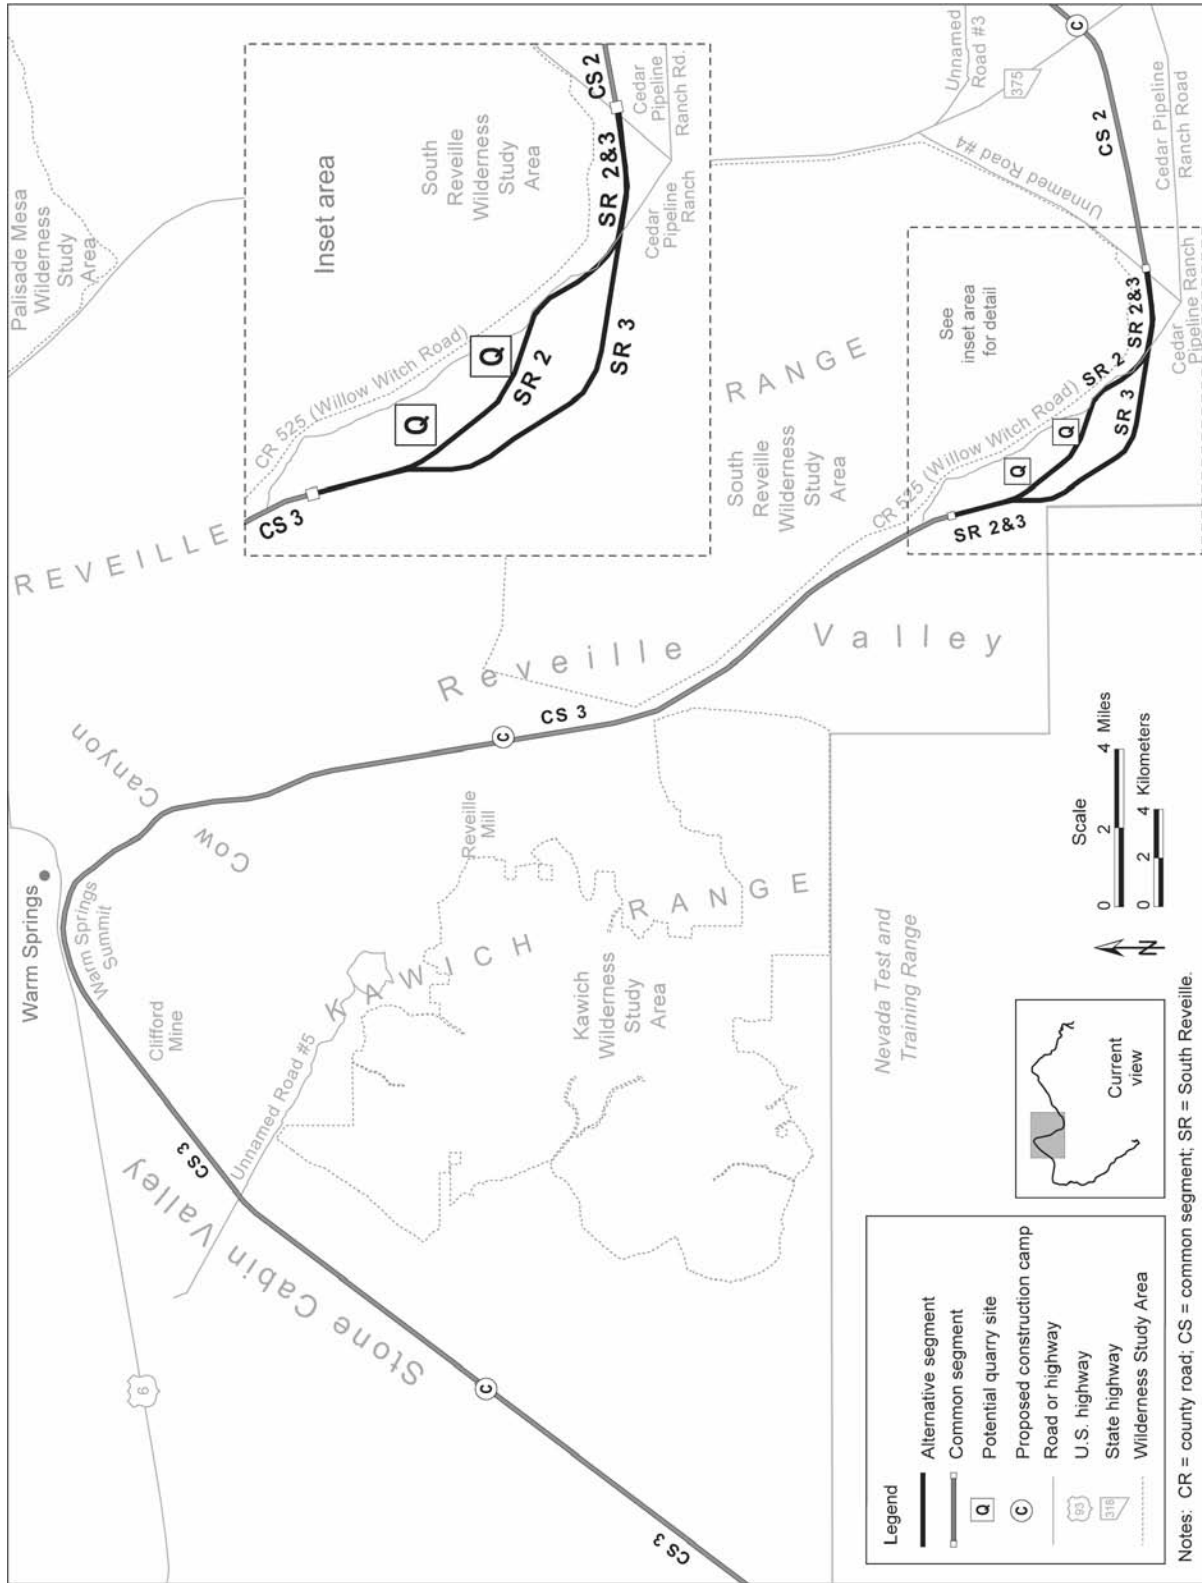 Warm Springs
Warm Springs
Summit
Clifford
Mine
6
CS 3
Unnamed Road #5
Stone Cabin Valley
C
CS 3
Cow
Canyon
KAWICH
RANGE
Reveille
Mill
Kawich
Wilderness
Study
Area
C
CS 3
Reveille
Valley
REVEILLE
RANGE
Palisade Mesa
Wilderness
Study
Area
Inset area
CS 3
CR 525 (Willow Witch Road)
Q
Q
SR 2
SR 3
SR 2&3
CS 2
South
Reveille
Wilderness
Study
Area
Cedar
Pipeline
Ranch
Cedar
Pipeline
Ranch Rd.
South
Reveille
Wilderness
Study
Area
CR 525 (Willow Witch Road)
See
inset area
for detail
Q
Q
SR 2&3
SR 2
SR 3
SR 2&3
CS 2
C
375
Unnamed
Road #3
Unnamed Road #4
Cedar Pipeline
Ranch Road
Cedar
Pipeline Ranch
Nevada Test and
Training Range
Legend
Alternative segment
Common segment
Q Potential quarry site
C Proposed construction camp
Road or highway
93 U.S. highway
318 State highway
Wilderness Study Area
Current
view
N
Scale
0 2 4 Miles
0 2 4 Kilometers
Notes: CR = county road; CS = common segment; SR = South Reveille.